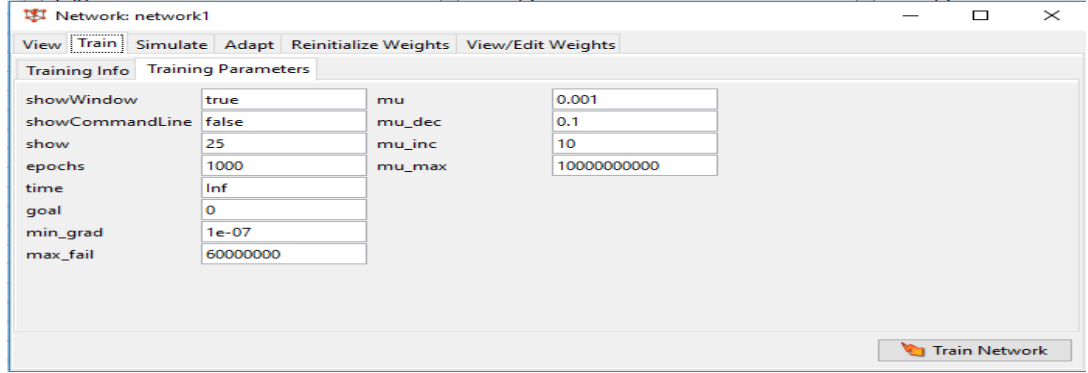 Network: network1
View Train Simulate Adapt Reinitialize Weights View/Edit Weights
Training Info Training Parameters
showWindow true mu 0.001
showCommandLine false mu_dec 0.1
show 25 mu_inc 10
epochs 1000 mu_max 10000000000
time Inf
goal 0
min_grad 1e-07
max_fail 60000000
Train Network